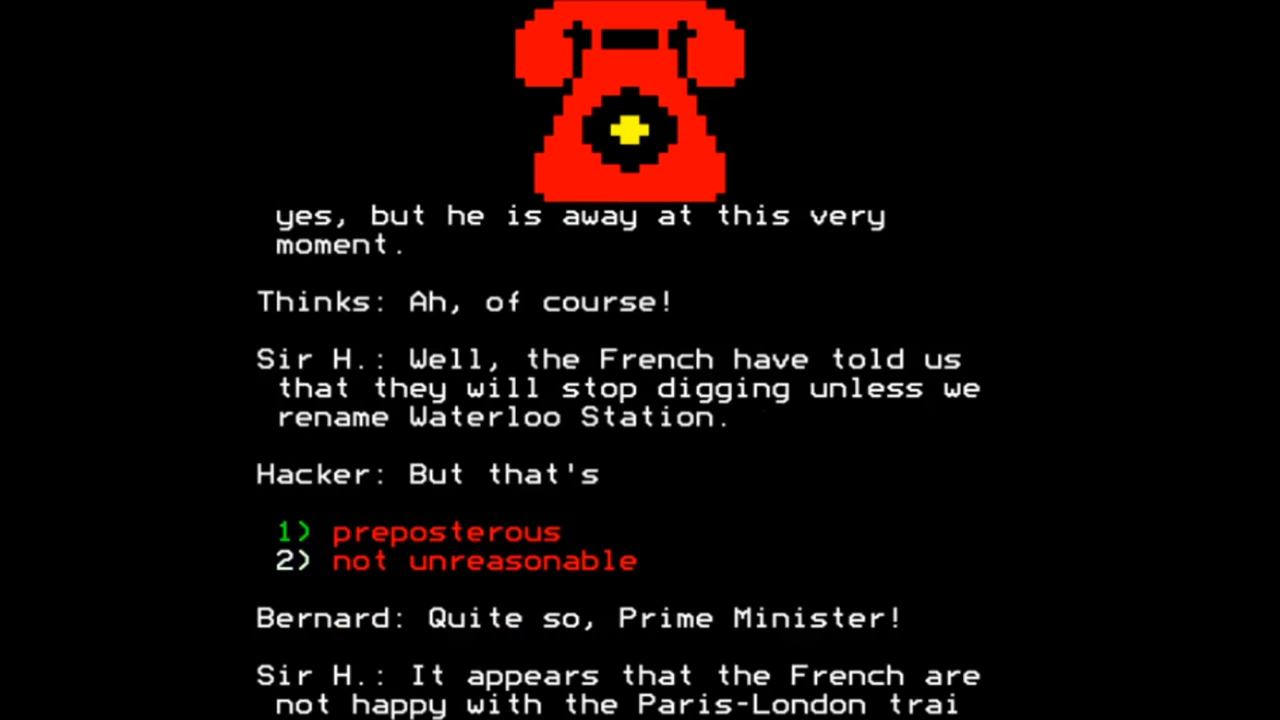 yes, but he is away at this very
moment.
Thinks: Ah, of course!
Sir H.: Well, the French have told us
that they will stop digging unless we
rename Waterloo Station.
Hacker: But that's
1) preposterous
2) not unreasonable
Bernard: Quite so, Prime Minister!
Sir H.: It appears that the French are
not happy with the Paris-London trai